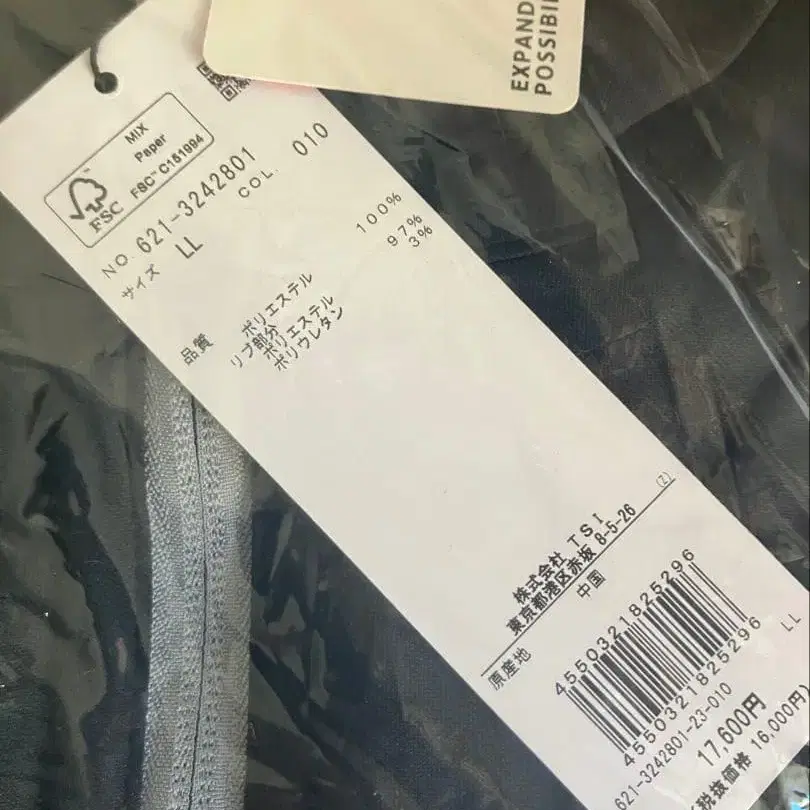 EXPAND
POSSIBI
MIX
Paper
FSC™ C151994
FSC
NO. 621-3242801
COL. 010
サイズ LL
品質 ポリエステル 100%
リブ部分
ポリエステル 97%
ポリウレタン 3%
(Z)
株式会社 TSI
東京都港区赤坂 8-5-26
原産地 中国
4550321825296
4550321825296
LL
621-3242801-23-010
17,600円
税抜価格 16,000円)